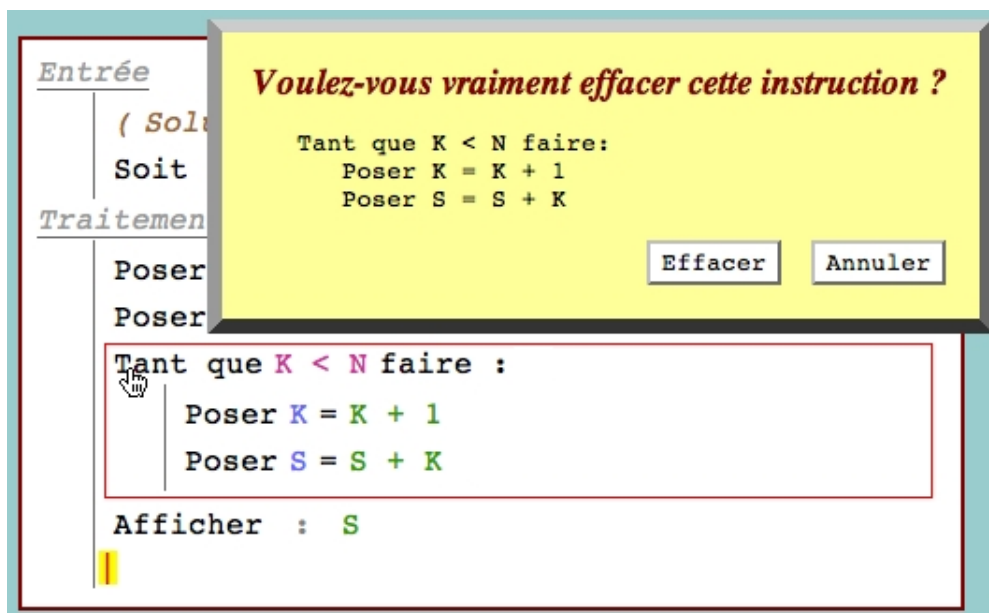 Entrée
Voulez-vous vraiment effacer cette instruction ?
Tant que K < N faire:
Poser K = K + 1
Poser S = S + K
Effacer Annuler
Soit
Poser
Poser
Tant que K < N faire :
Poser K = K + 1
Poser S = S + K
Afficher : S